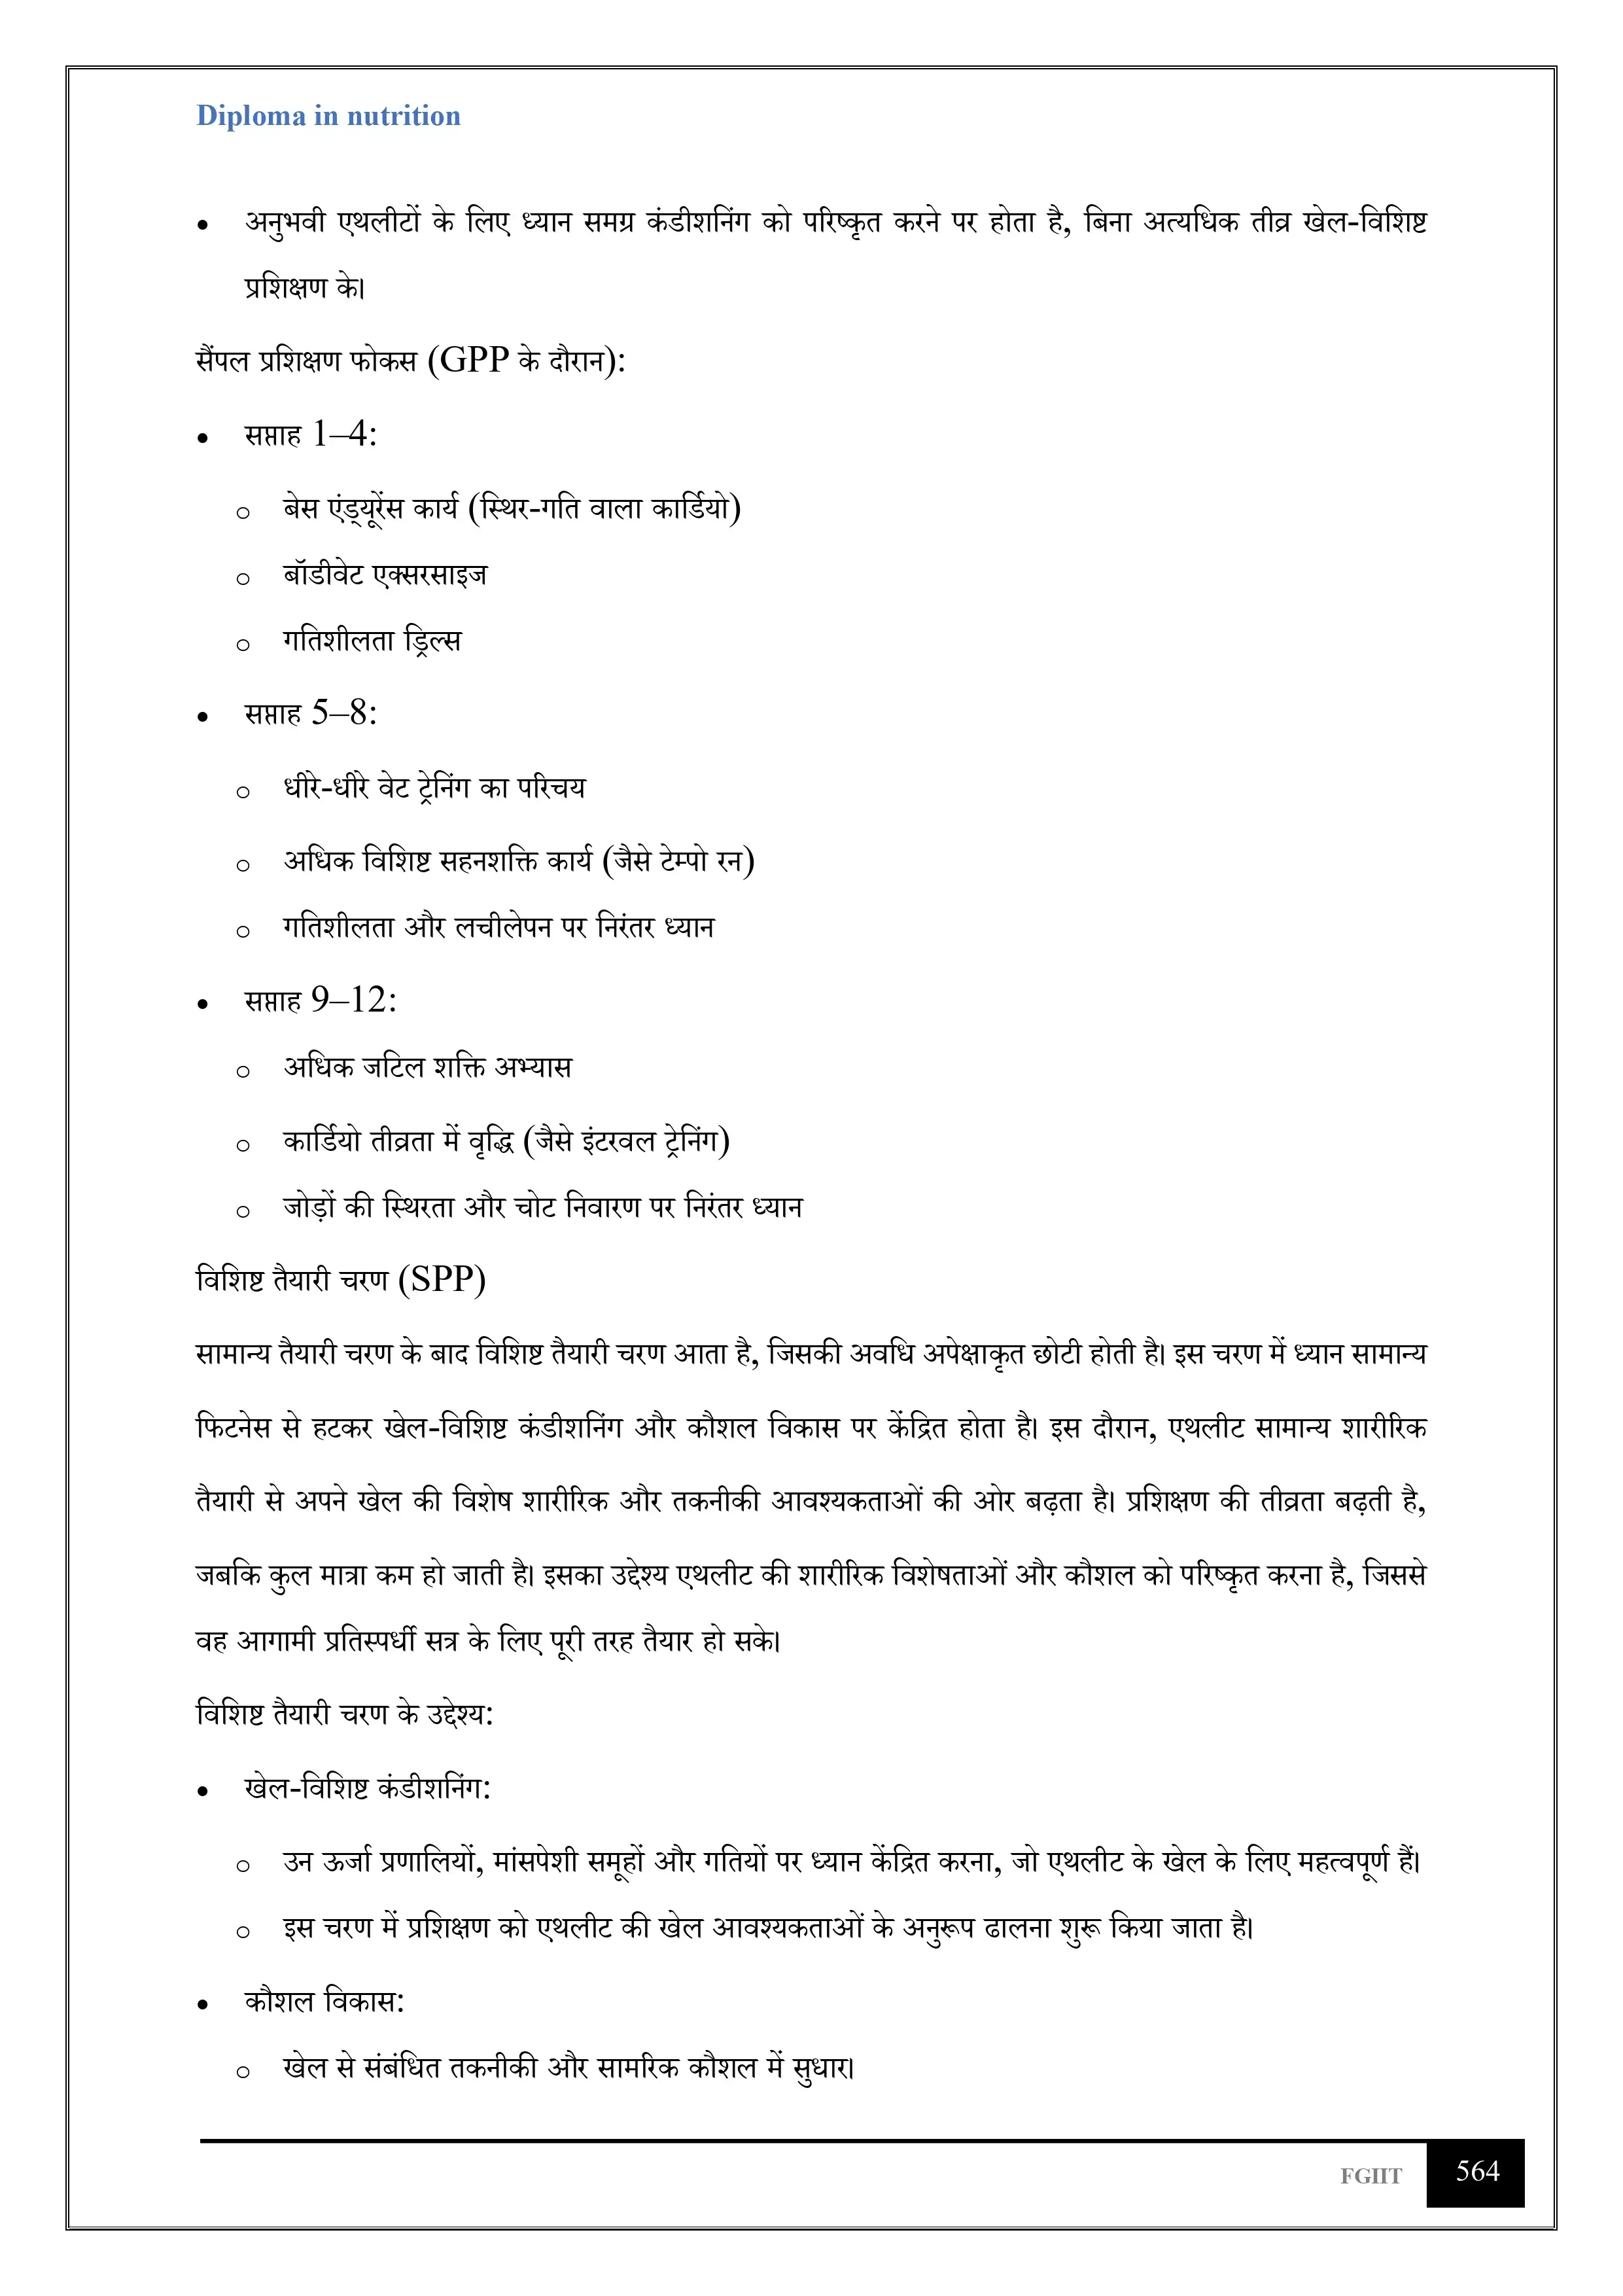 Diploma in nutrition
• अनुभवी एथलीटों के लिए ध्यान समग्र कंडीशनिंग को परिष्कृत करने पर होता है, बिना अत्यधिक तीव्र खेल-विशिष्ट
प्रशिक्षण के।
सैंपल प्रशिक्षण फोकस (GPP के दौरान):
• सप्ताह 1–4:
o बेस एंड्यूरेंस कार्य (स्थिर-गति वाला कार्डियो)
o बॉडीवेट एक्सरसाइज
o गतिशीलता ड्रिल्स
• सप्ताह 5–8:
o धीरे-धीरे वेट ट्रेनिंग का परिचय
o अधिक विशिष्ट सहनशक्ति कार्य (जैसे टेम्पो रन)
o गतिशीलता और लचीलेपन पर निरंतर ध्यान
• सप्ताह 9–12:
o अधिक जटिल शक्ति अभ्यास
o कार्डियो तीव्रता में वृद्धि (जैसे इंटरवल ट्रेनिंग)
o जोड़ों की स्थिरता और चोट निवारण पर निरंतर ध्यान
विशिष्ट तैयारी चरण (SPP)
सामान्य तैयारी चरण के बाद विशिष्ट तैयारी चरण आता है, जिसकी अवधि अपेक्षाकृत छोटी होती है। इस चरण में ध्यान सामान्य
फिटनेस से हटकर खेल-विशिष्ट कंडीशनिंग और कौशल विकास पर केंद्रित होता है। इस दौरान, एथलीट सामान्य शारीरिक
तैयारी से अपने खेल की विशेष शारीरिक और तकनीकी आवश्यकताओं की ओर बढ़ता है। प्रशिक्षण की तीव्रता बढ़ती है,
जबकि कुल मात्रा कम हो जाती है। इसका उद्देश्य एथलीट की शारीरिक विशेषताओं और कौशल को परिष्कृत करना है, जिससे
वह आगामी प्रतिस्पर्धी सत्र के लिए पूरी तरह तैयार हो सके।
विशिष्ट तैयारी चरण के उद्देश्य:
• खेल-विशिष्ट कंडीशनिंग:
o उन ऊर्जा प्रणालियों, मांसपेशी समूहों और गतियों पर ध्यान केंद्रित करना, जो एथलीट के खेल के लिए महत्वपूर्ण हैं।
o इस चरण में प्रशिक्षण को एथलीट की खेल आवश्यकताओं के अनुरूप ढालना शुरू किया जाता है।
• कौशल विकास:
o खेल से संबंधित तकनीकी और सामरिक कौशल में सुधार।
FGIIT 564